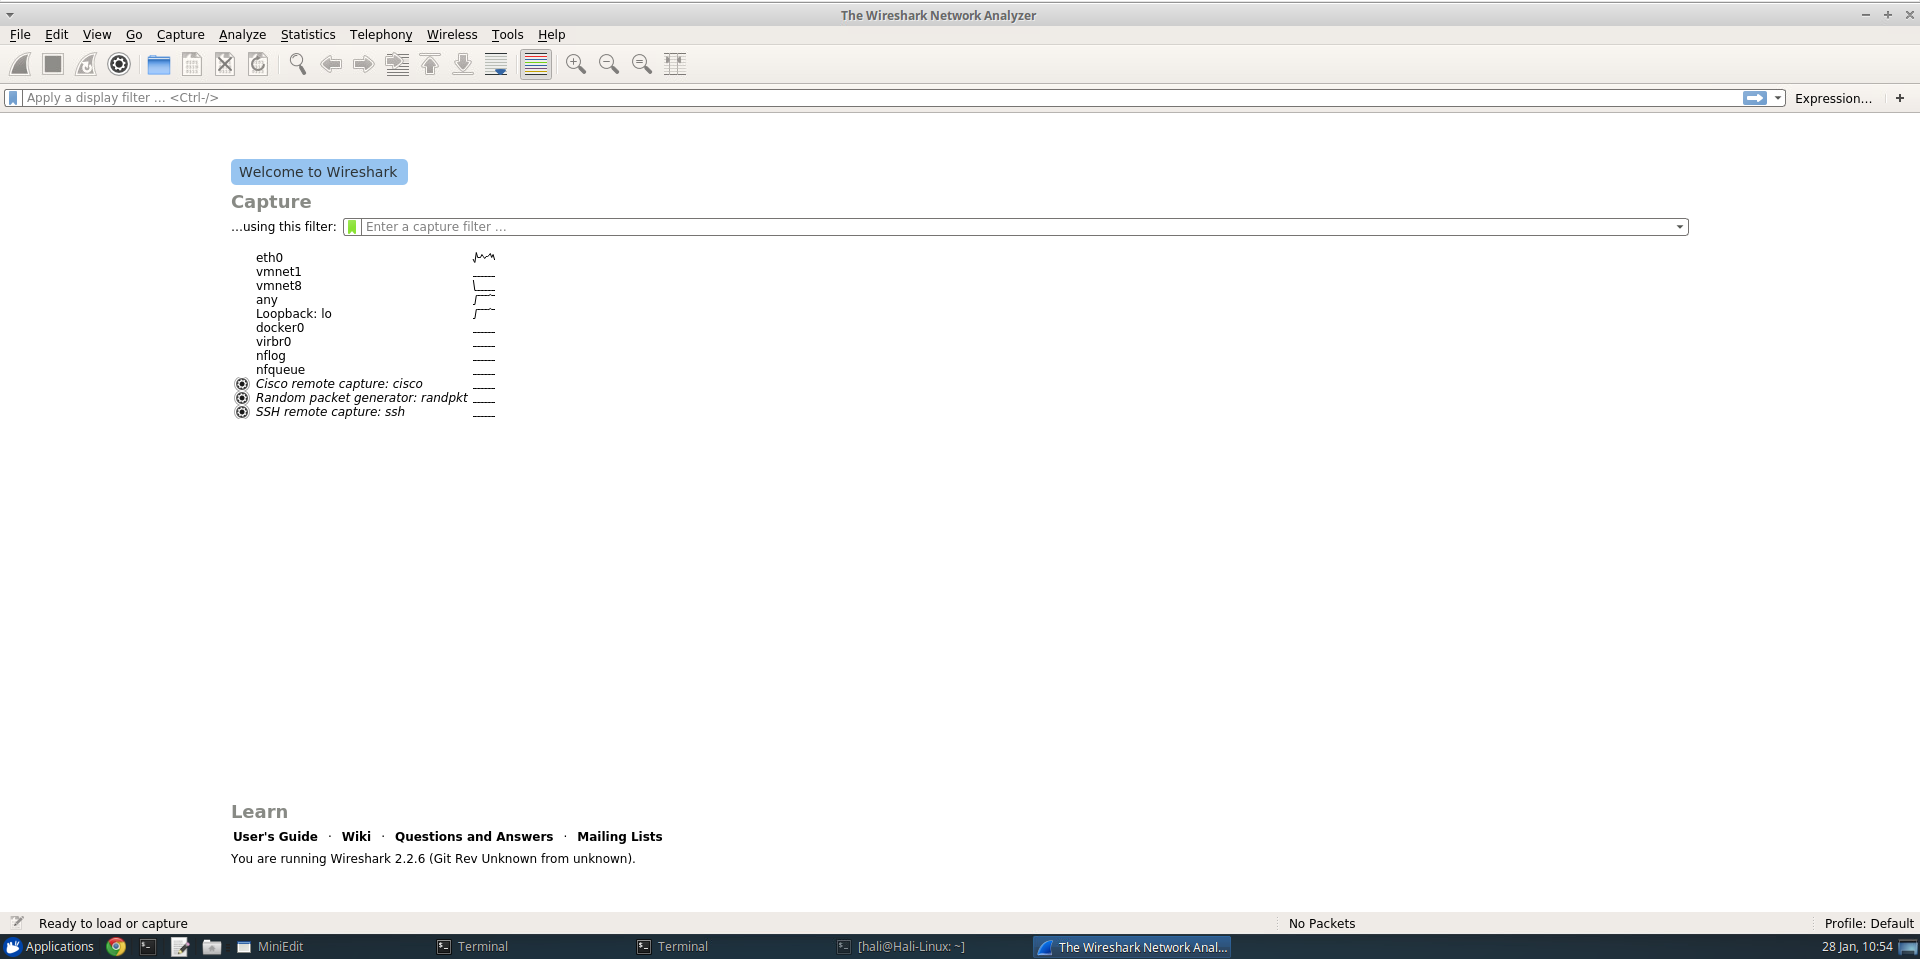 The Wireshark Network Analyzer
File Edit View Go Capture Analyze Statistics Telephony Wireless Tools Help
Apply a display filter ... <Ctrl-/> Expression... +
Welcome to Wireshark
Capture
...using this filter: Enter a capture filter ...
eth0
vmnet1
vmnet8
any
Loopback: lo
docker0
virbr0
nflog
nfqueue
Cisco remote capture: cisco
Random packet generator: randpkt
SSH remote capture: ssh
Learn
User's Guide · Wiki · Questions and Answers · Mailing Lists
You are running Wireshark 2.2.6 (Git Rev Unknown from unknown).
Ready to load or capture No Packets Profile: Default
Applications MiniEdit Terminal Terminal [hali@Hali-Linux: ~] The Wireshark Network Anal... 28 Jan, 10:54